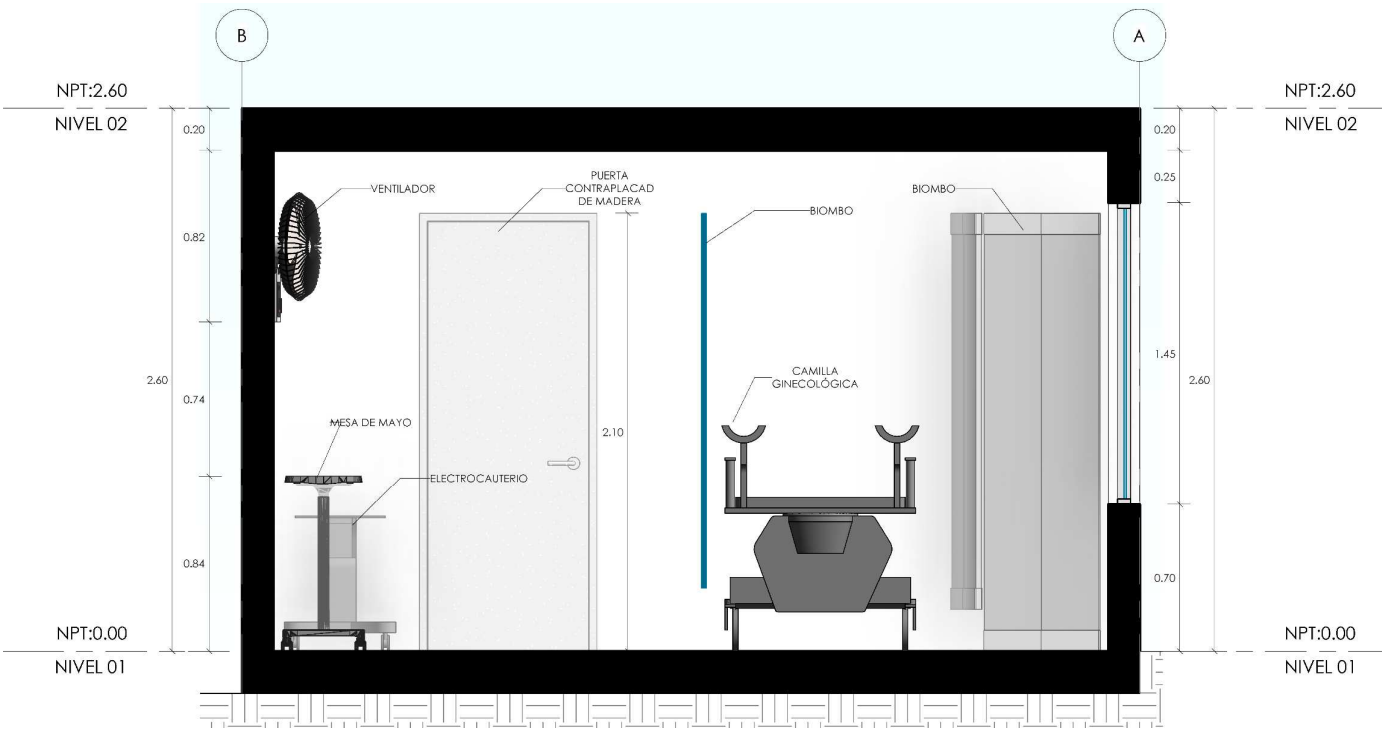 B
A
NPT:2.60
NIVEL 02
NPT:2.60
NIVEL 02
0.20
0.20
0.25
VENTILADOR
PUERTA
CONTRAPLACAD
DE MADERA
BIOMBO
BIOMBO
0.82
2.60
0.74
2.10
CAMILLA
GINECOLÓGICA
1.45
2.60
MESA DE MAYO
ELECTROCAUTERIO
0.84
0.70
NPT:0.00
NIVEL 01
NPT:0.00
NIVEL 01